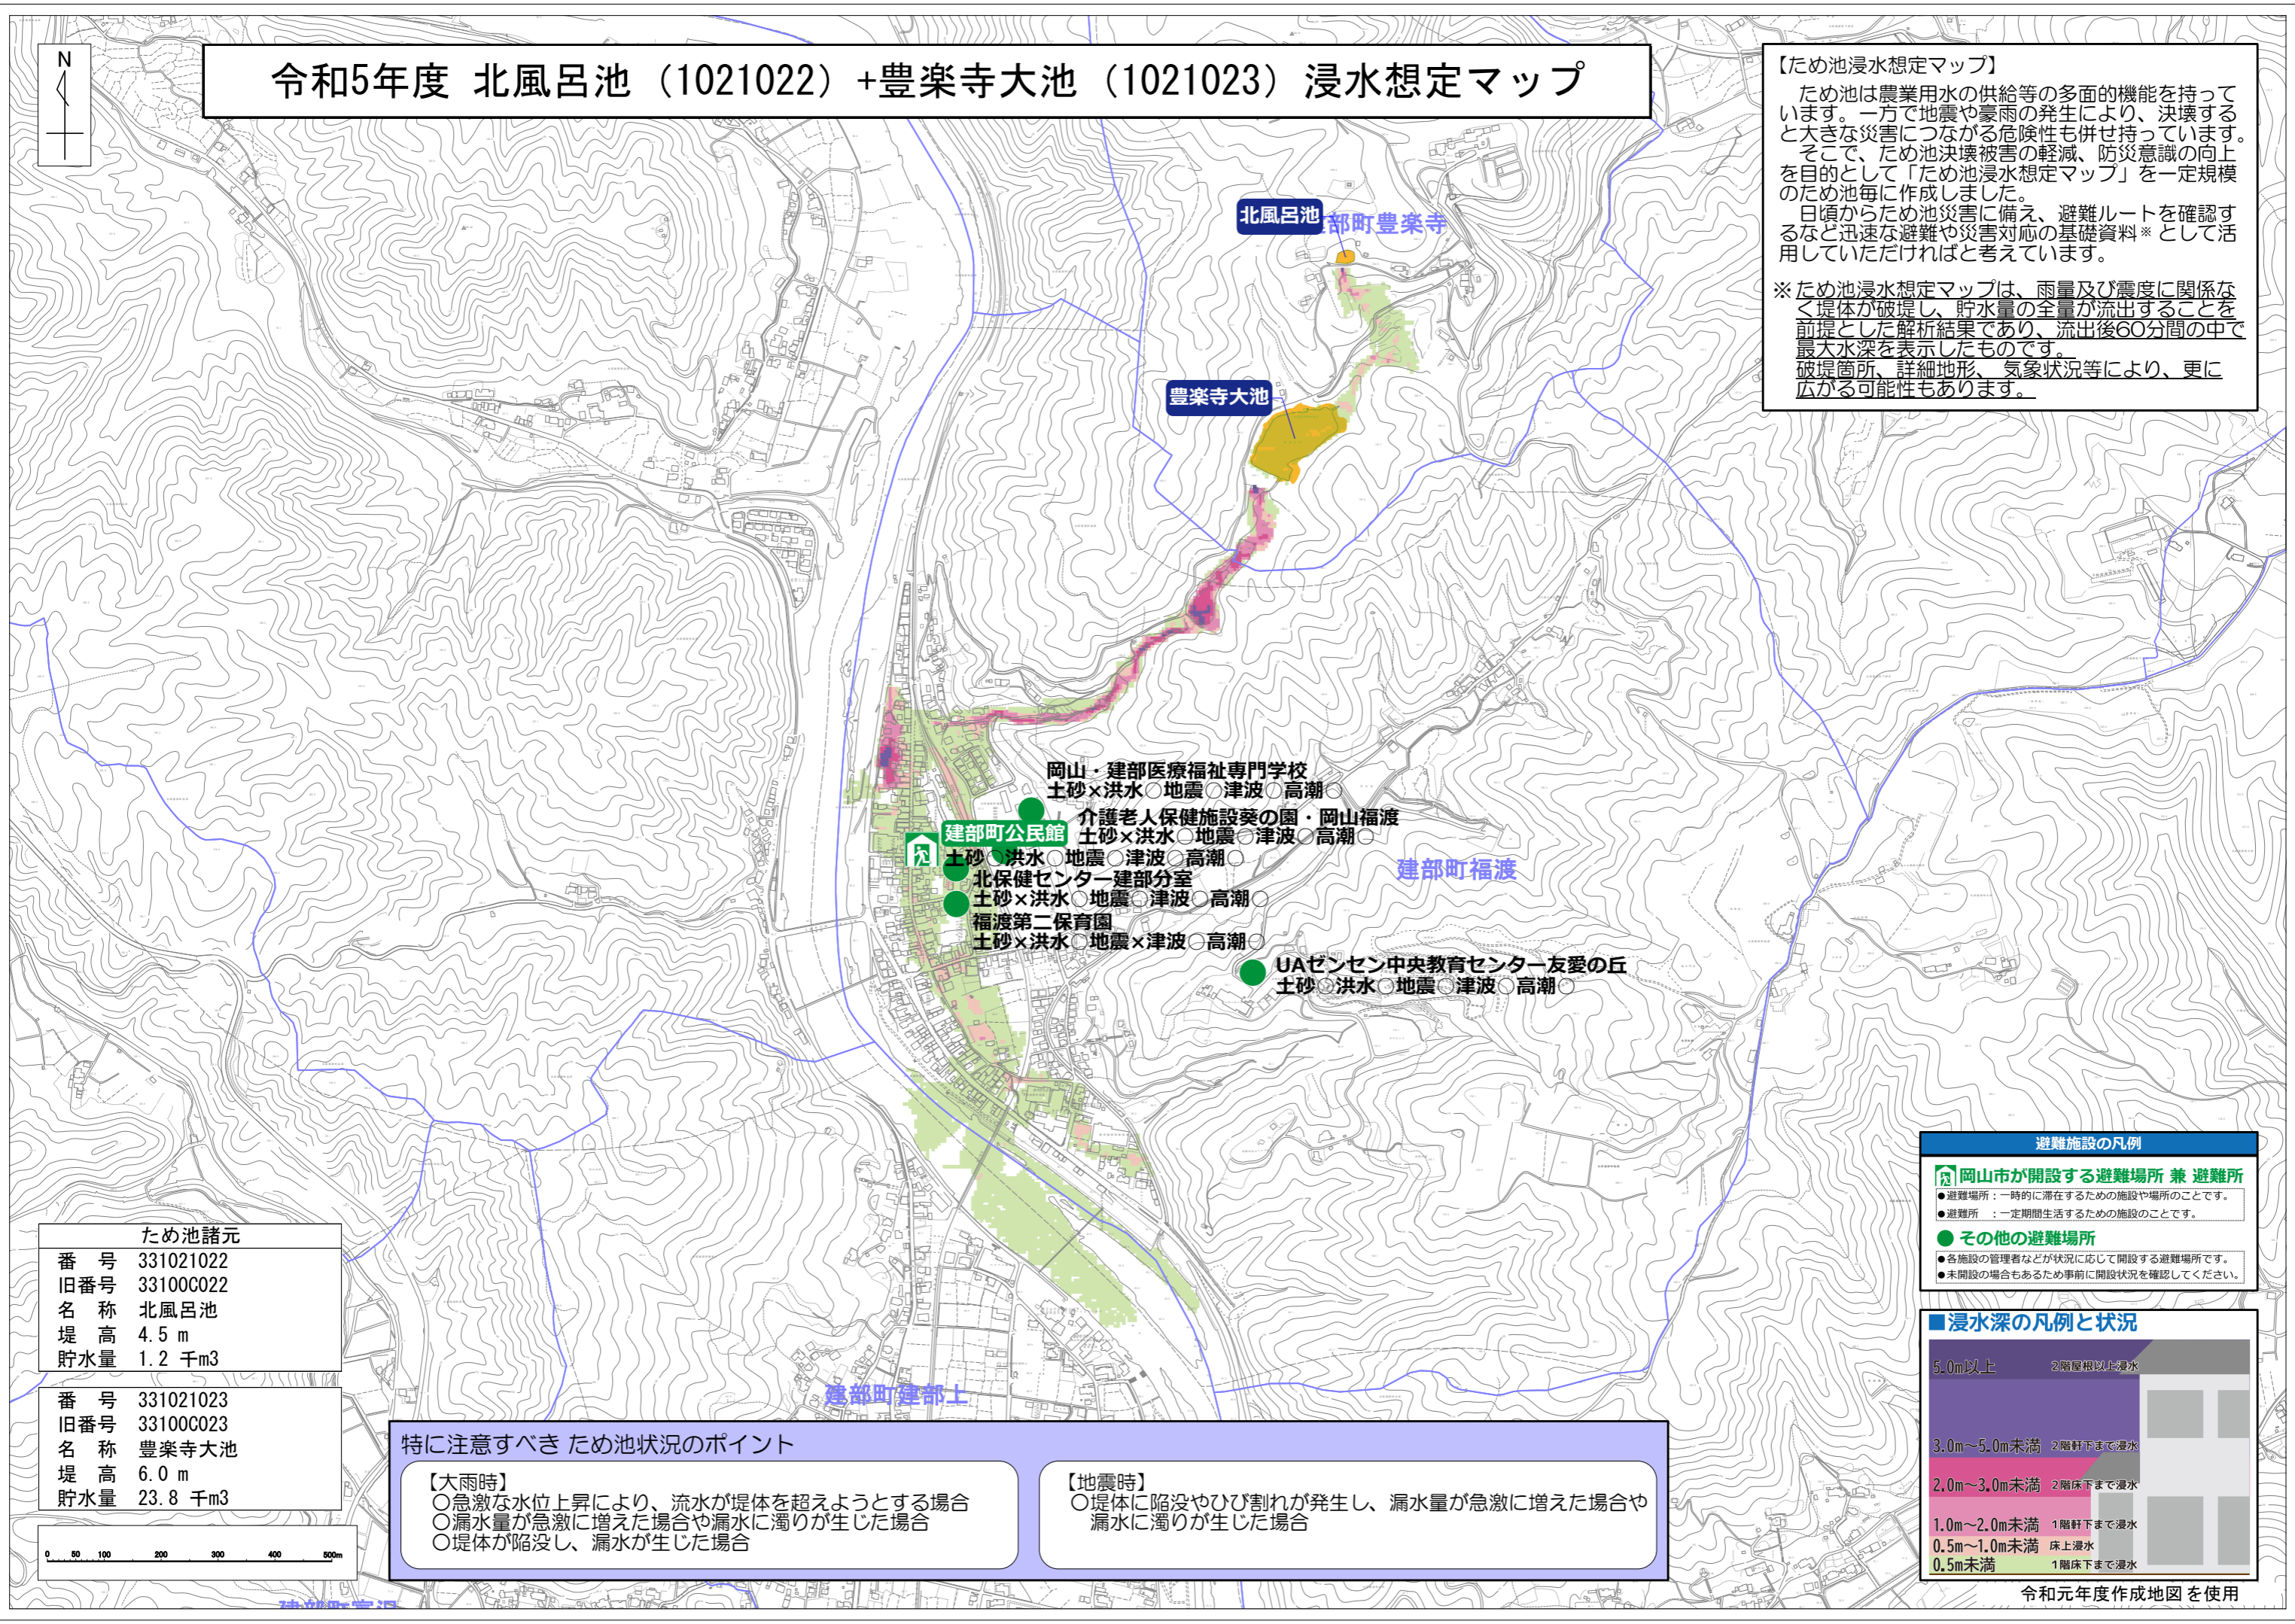 N
令和5年度 北風呂池（1021022）+豊楽寺大池（1021023）浸水想定マップ
【ため池浸水想定マップ】
ため池は農業用水の供給等の多面的機能を持って
います。一方で地震や豪雨の発生により、決壊する
と大きな災害につながる危険性も併せ持っています。
そこで、ため池決壊被害の軽減、防災意識の向上
を目的として「ため池浸水想定マップ」を一定規模
のため池毎に作成しました。
日頃からため池災害に備え、避難ルートを確認す
るなど迅速な避難や災害対応の基礎資料※として活
用していただければと考えています。
※ため池浸水想定マップは、雨量及び震度に関係な
く堤体が破堤し、貯水量の全量が流出することを
前提とした解析結果であり、流出後60分間の中で
最大水深を表示したものです。
破堤箇所、詳細地形、気象状況等により、更に
広がる可能性もあります。
北風呂池
部町豊楽寺
豊楽寺大池
岡山・建部医療福祉専門学校
土砂×洪水○地震○津波○高潮○
介護老人保健施設葵の園・岡山福渡
土砂×洪水○地震○津波○高潮○
建部町公民館
土砂○洪水○地震○津波○高潮○
北保健センター建部分室
土砂×洪水○地震○津波○高潮○
福渡第二保育園
土砂×洪水○地震×津波○高潮○
建部町福渡
UAゼンセン中央教育センター友愛の丘
土砂○洪水○地震○津波○高潮○
建部町建部上
避難施設の凡例
岡山市が開設する避難場所 兼 避難所
●避難場所：一時的に滞在するための施設や場所のことです。
●避難所　：一定期間生活するための施設のことです。
● その他の避難場所
●各施設の管理者などが状況に応じて開設する避難場所です。
●未開設の場合もあるため事前に開設状況を確認してください。
■浸水深の凡例と状況
5.0m以上 2階屋根以上浸水
3.0m～5.0m未満 2階軒下まで浸水
2.0m～3.0m未満 2階床下まで浸水
1.0m～2.0m未満 1階軒下まで浸水
0.5m～1.0m未満 床上浸水
0.5m未満 1階床下まで浸水
令和元年度作成地図を使用
ため池諸元
番　号 331021022
旧番号 33100C022
名　称 北風呂池
堤　高 4.5 m
貯水量 1.2 千m3
番　号 331021023
旧番号 33100C023
名　称 豊楽寺大池
堤　高 6.0 m
貯水量 23.8 千m3
0 50 100 200 300 400 500m
特に注意すべき ため池状況のポイント
【大雨時】
○急激な水位上昇により、流水が堤体を超えようとする場合
○漏水量が急激に増えた場合や漏水に濁りが生じた場合
○堤体が陥没し、漏水が生じた場合
【地震時】
○堤体に陥没やひび割れが発生し、漏水量が急激に増えた場合や
漏水に濁りが生じた場合